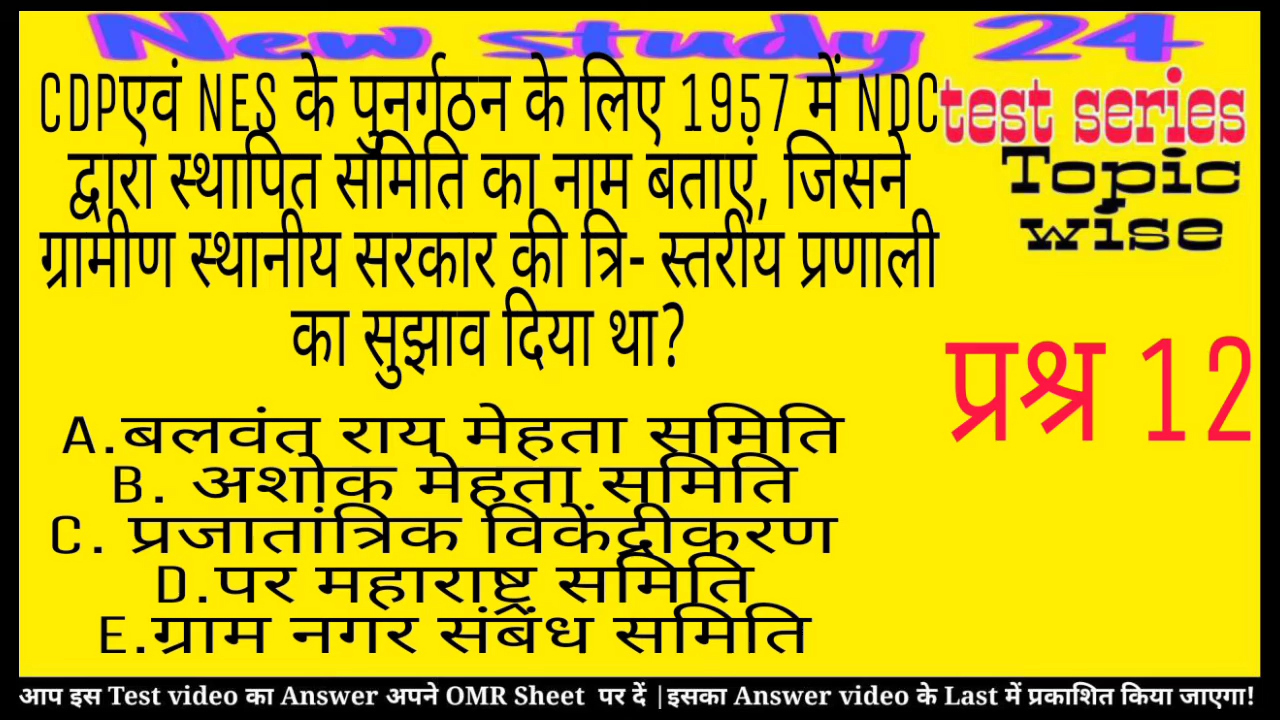 New study 24
CDPएवं NES के पुनर्गठन के लिए 1957 में NDC
द्वारा स्थापित समिति का नाम बताएं, जिसने
ग्रामीण स्थानीय सरकार की त्रि- स्तरीय प्रणाली
का सुझाव दिया था?
test series
Topic
wise
प्रश्न 12
A.बलवंत राय मेहता समिति
B. अशोक मेहता समिति
C. प्रजातांत्रिक विकेंद्रीकरण
D.पर महाराष्ट्र समिति
E.ग्राम नगर संबंध समिति
आप इस Test video का Answer अपने OMR Sheet पर दें |इसका Answer video के Last में प्रकाशित किया जाएगा!